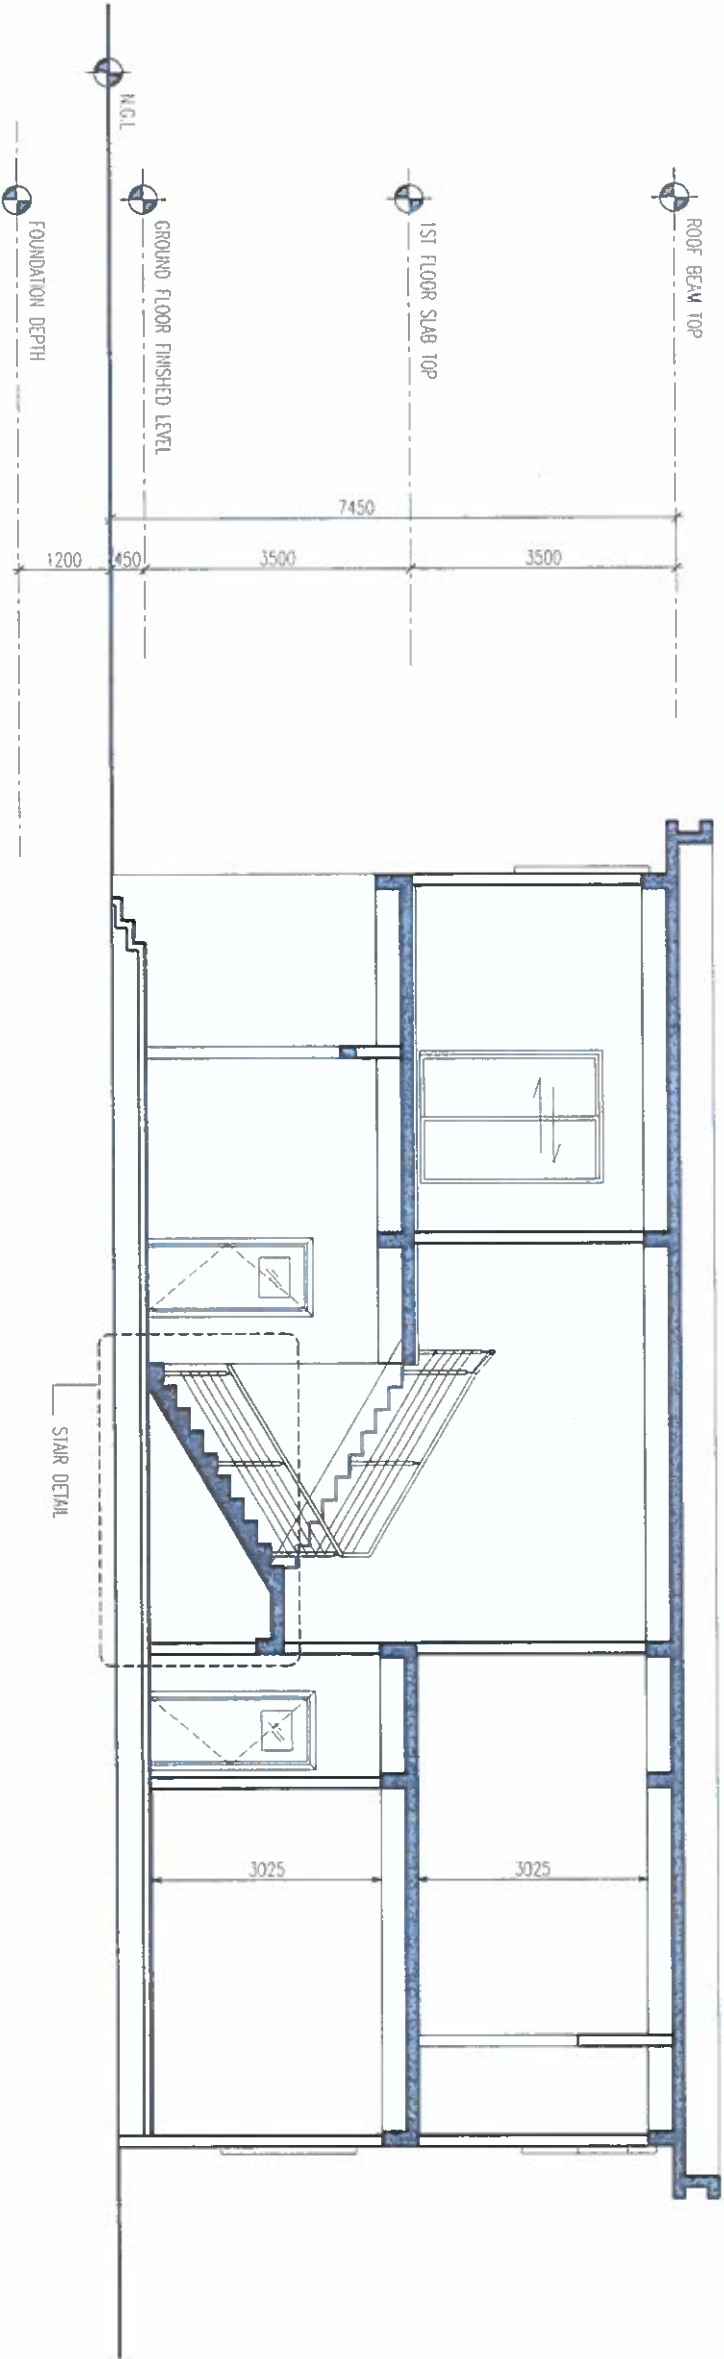 ROOF BEAM TOP
1ST FLOOR SLAB TOP
GROUND FLOOR FINISHED LEVEL
N.G.L
FOUNDATION DEPTH
7450
3500
3500
450
1200
STAIR DETAIL
3025
3025